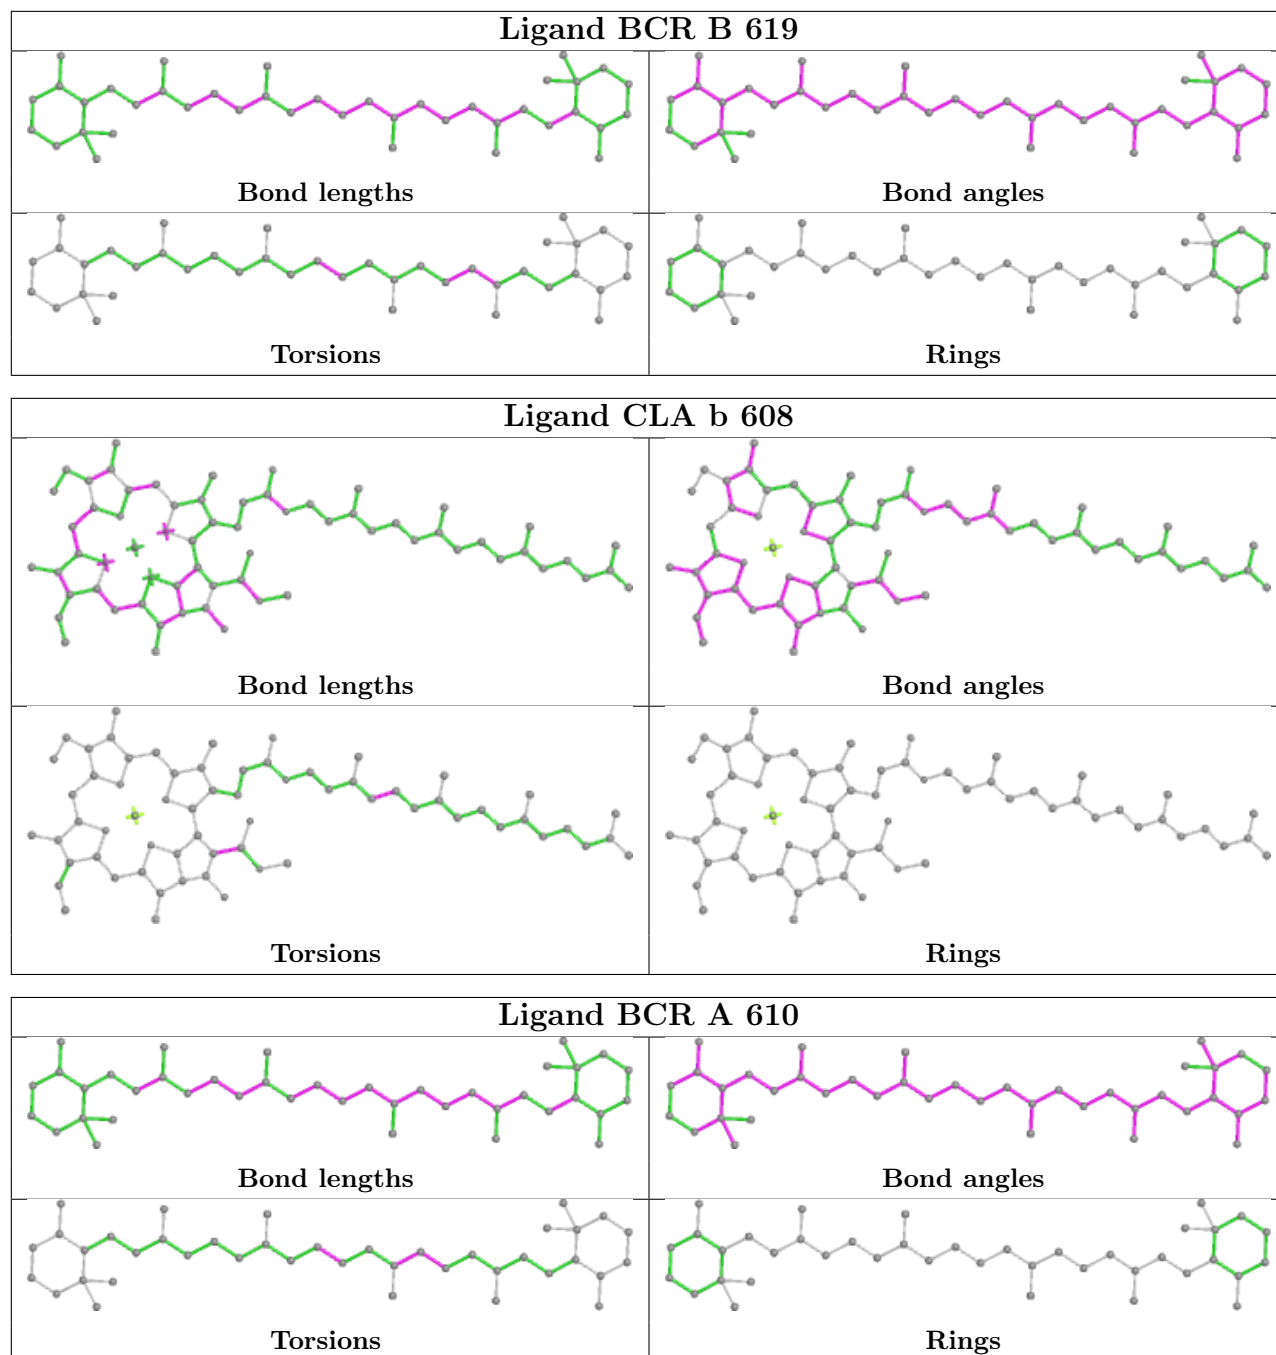 Ligand BCR B 619
Bond lengths
Bond angles
Torsions
Rings
Ligand CLA b 608
Bond lengths
Bond angles
Torsions
Rings
Ligand BCR A 610
Bond lengths
Bond angles
Torsions
Rings